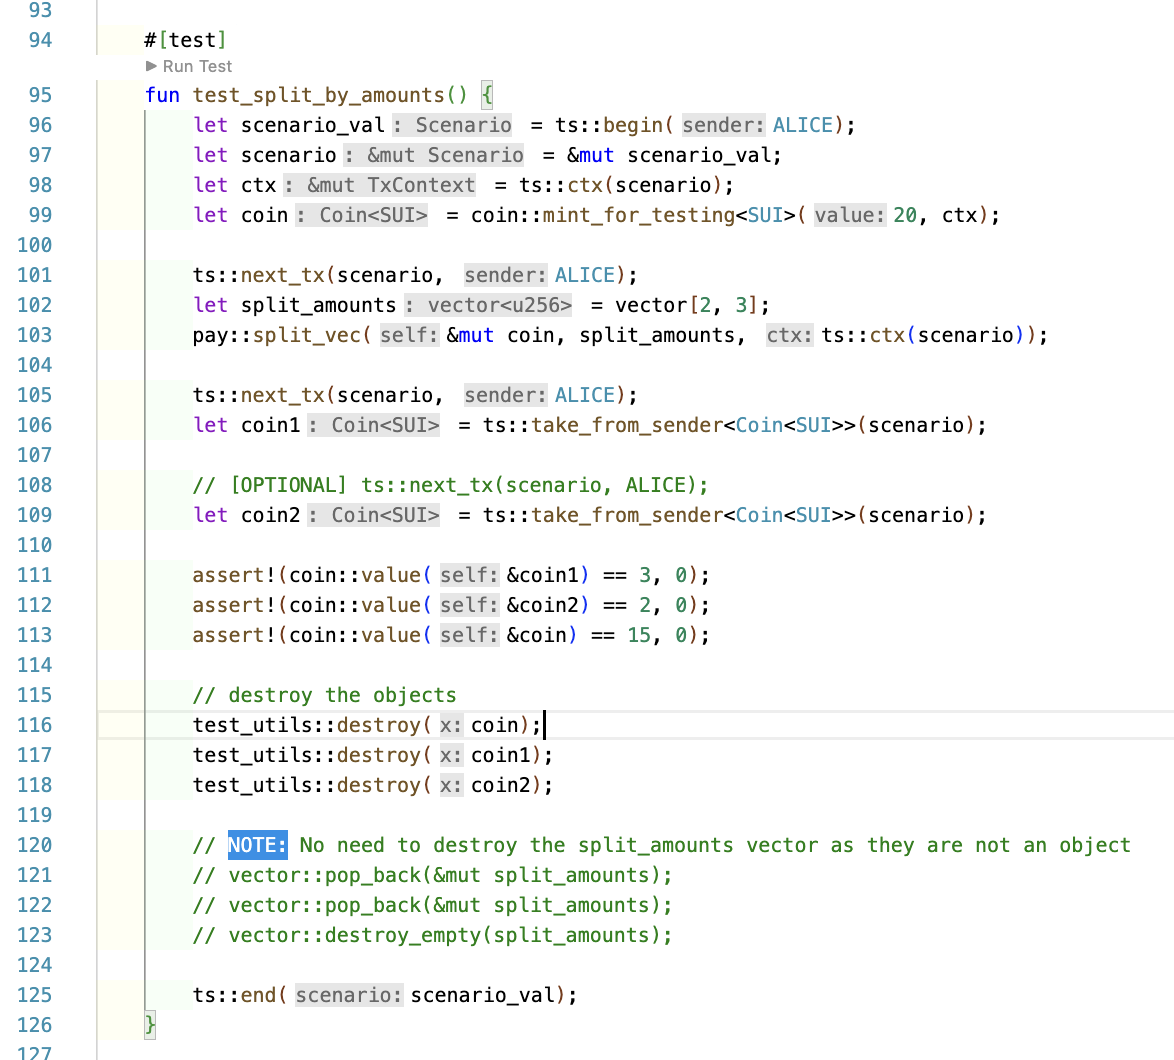 93
94 #[test]
▶ Run Test
95 fun test_split_by_amounts() {
96 let scenario_val: Scenario = ts::begin(sender: ALICE);
97 let scenario: &mut Scenario = &mut scenario_val;
98 let ctx: &mut TxContext = ts::ctx(scenario);
99 let coin: Coin<SUI> = coin::mint_for_testing<SUI>(value: 20, ctx);
100
101 ts::next_tx(scenario, sender: ALICE);
102 let split_amounts: vector<u256> = vector[2, 3];
103 pay::split_vec(self: &mut coin, split_amounts, ctx: ts::ctx(scenario));
104
105 ts::next_tx(scenario, sender: ALICE);
106 let coin1: Coin<SUI> = ts::take_from_sender<Coin<SUI>>(scenario);
107
108 // [OPTIONAL] ts::next_tx(scenario, ALICE);
109 let coin2: Coin<SUI> = ts::take_from_sender<Coin<SUI>>(scenario);
110
111 assert!(coin::value(self: &coin1) == 3, 0);
112 assert!(coin::value(self: &coin2) == 2, 0);
113 assert!(coin::value(self: &coin) == 15, 0);
114
115 // destroy the objects
116 test_utils::destroy(x: coin);
117 test_utils::destroy(x: coin1);
118 test_utils::destroy(x: coin2);
119
120 // NOTE: No need to destroy the split_amounts vector as they are not an object
121 // vector::pop_back(&mut split_amounts);
122 // vector::pop_back(&mut split_amounts);
123 // vector::destroy_empty(split_amounts);
124
125 ts::end(scenario: scenario_val);
126 }
127